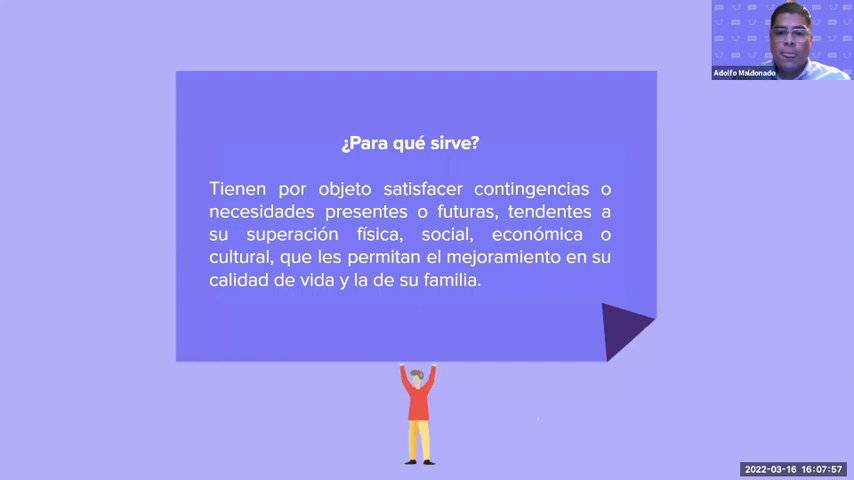 Adolfo Maldonado
¿Para qué sirve?
Tienen por objeto satisfacer contingencias o
necesidades presentes o futuras, tendentes a
su superación física, social, económica o
cultural, que les permitan el mejoramiento en su
calidad de vida y la de su familia.
2022-03-16 16:07:57